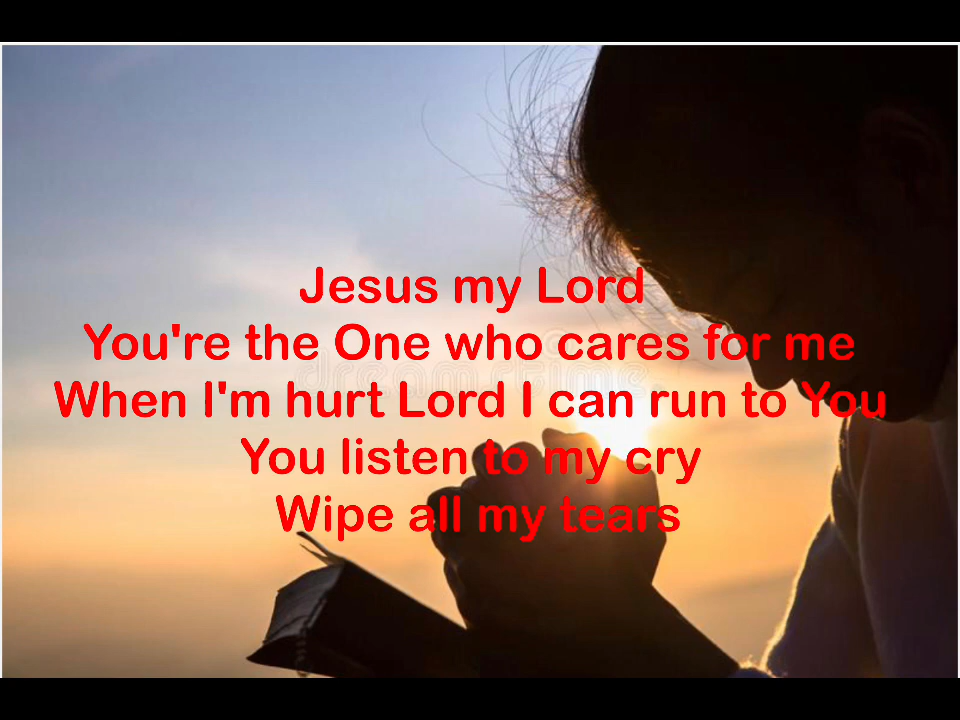 Jesus my Lord
You're the One who cares for me
When I'm hurt Lord I can run to You
You listen to my cry
Wipe all my tears